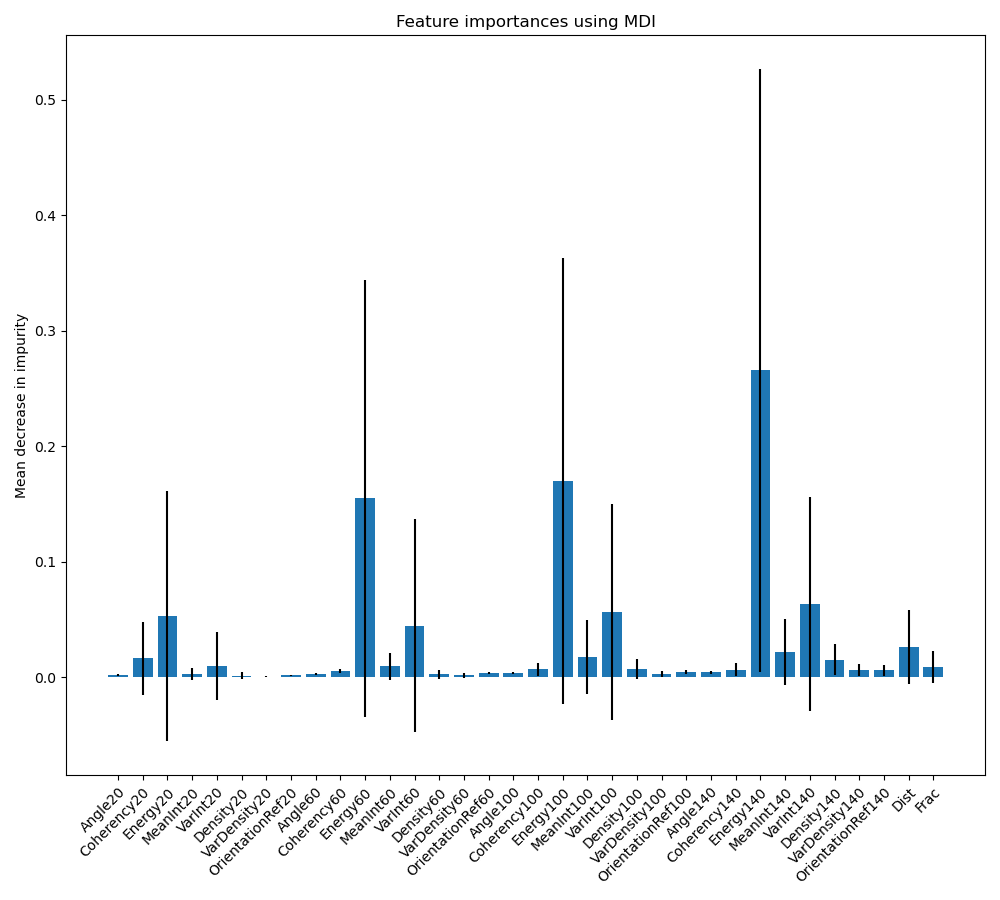 Feature importances using MDI
Mean decrease in impurity
0.5
0.4
0.3
0.2
0.1
0.0
Angle20
Coherency20
Energy20
MeanInt20
VarInt20
Density20
VarDensity20
OrientationRef20
Angle60
Coherency60
Energy60
MeanInt60
VarInt60
Density60
VarDensity60
OrientationRef60
Angle100
Coherency100
Energy100
MeanInt100
VarInt100
Density100
VarDensity100
OrientationRef100
Angle140
Coherency140
Energy140
MeanInt140
VarInt140
Density140
VarDensity140
OrientationRef140
Dist
Frac